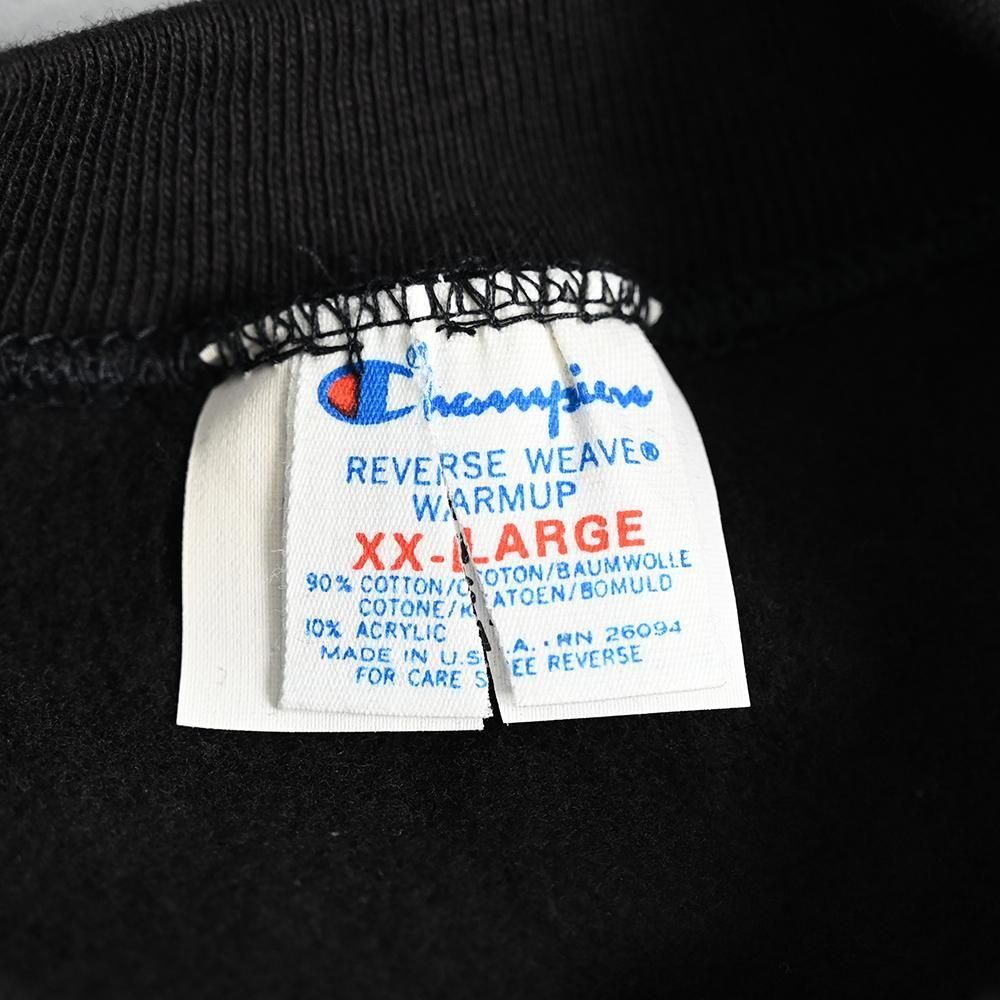 Champion
REVERSE WEAVE®
WARMUP
XX-LARGE
90% COTTON/COTON/BAUMWOLLE
COTONE/KATOEN/BOMULD
10% ACRYLIC
MADE IN U.S.A. · RN 26094
FOR CARE SEE REVERSE